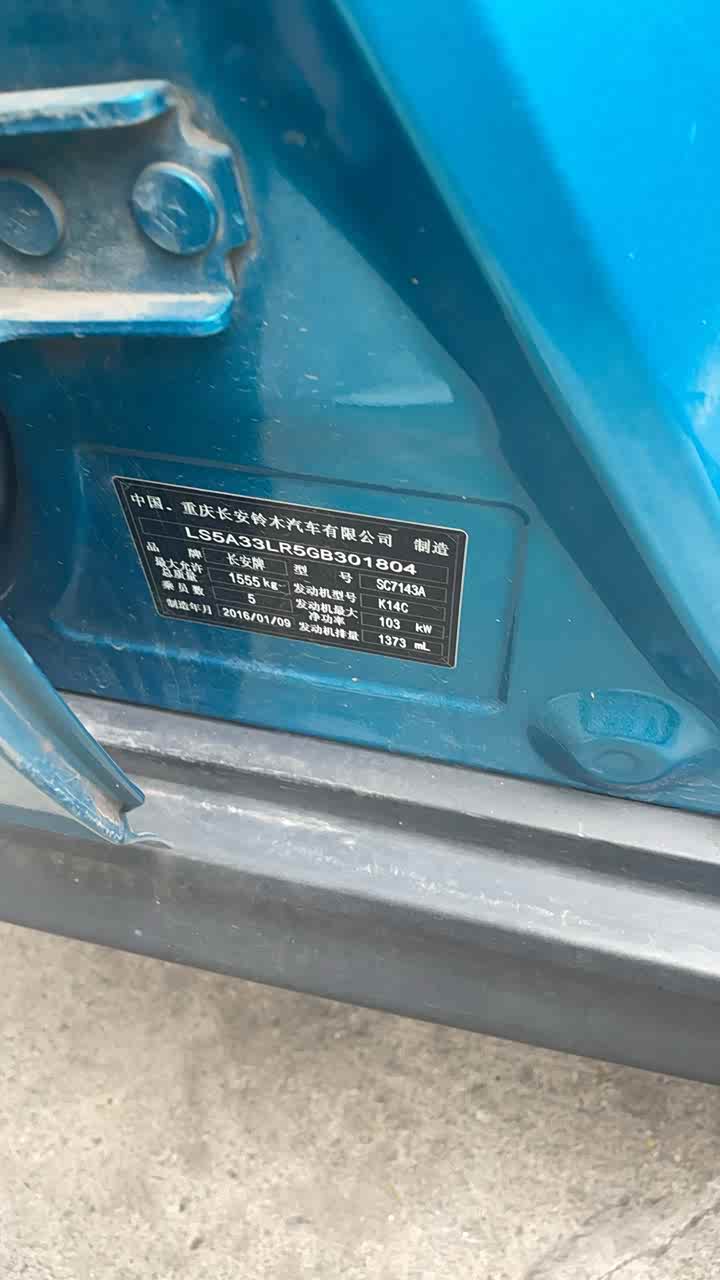 中国．重庆长安铃木汽车有限公司 制造
LS5A33LR5GB301804
品牌 长安牌 型号 SC7143A
最大允许总质量 1555 kg 发动机型号 K14C
乘员数 5 发动机最大净功率 103 kW
制造年月 2016/01/09 发动机排量 1373 mL